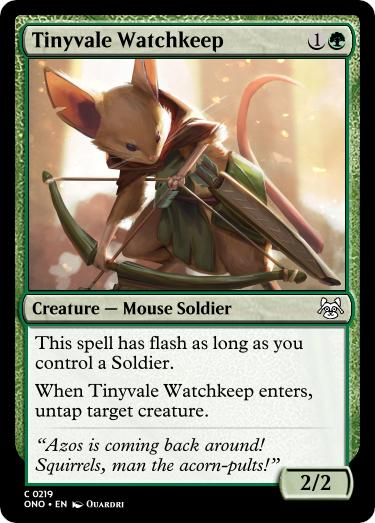 Tinyvale Watchkeep 1
Creature — Mouse Soldier
This spell has flash as long as you
control a Soldier.
When Tinyvale Watchkeep enters,
untap target creature.
“Azos is coming back around!
Squirrels, man the acorn-pults!”
2/2
C 0219
ONO • EN Quardri